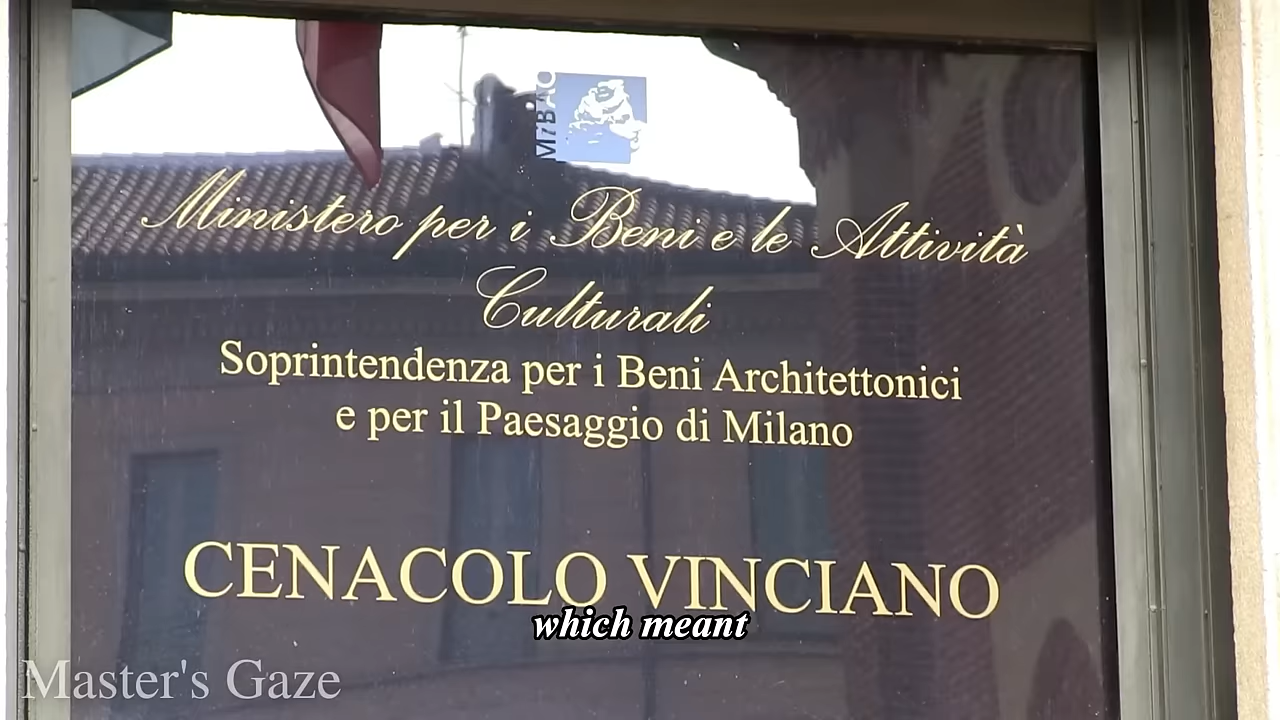 MiBAC
Ministero per i Beni e le Attività
Culturali
Soprintendenza per i Beni Architettonici
e per il Paesaggio di Milano
CENACOLO VINCIANO
which meant
Master's Gaze